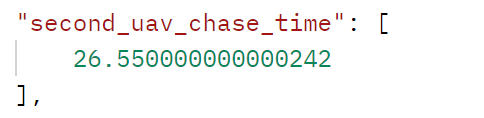 "second_uav_chase_time": [
26.550000000000242
],